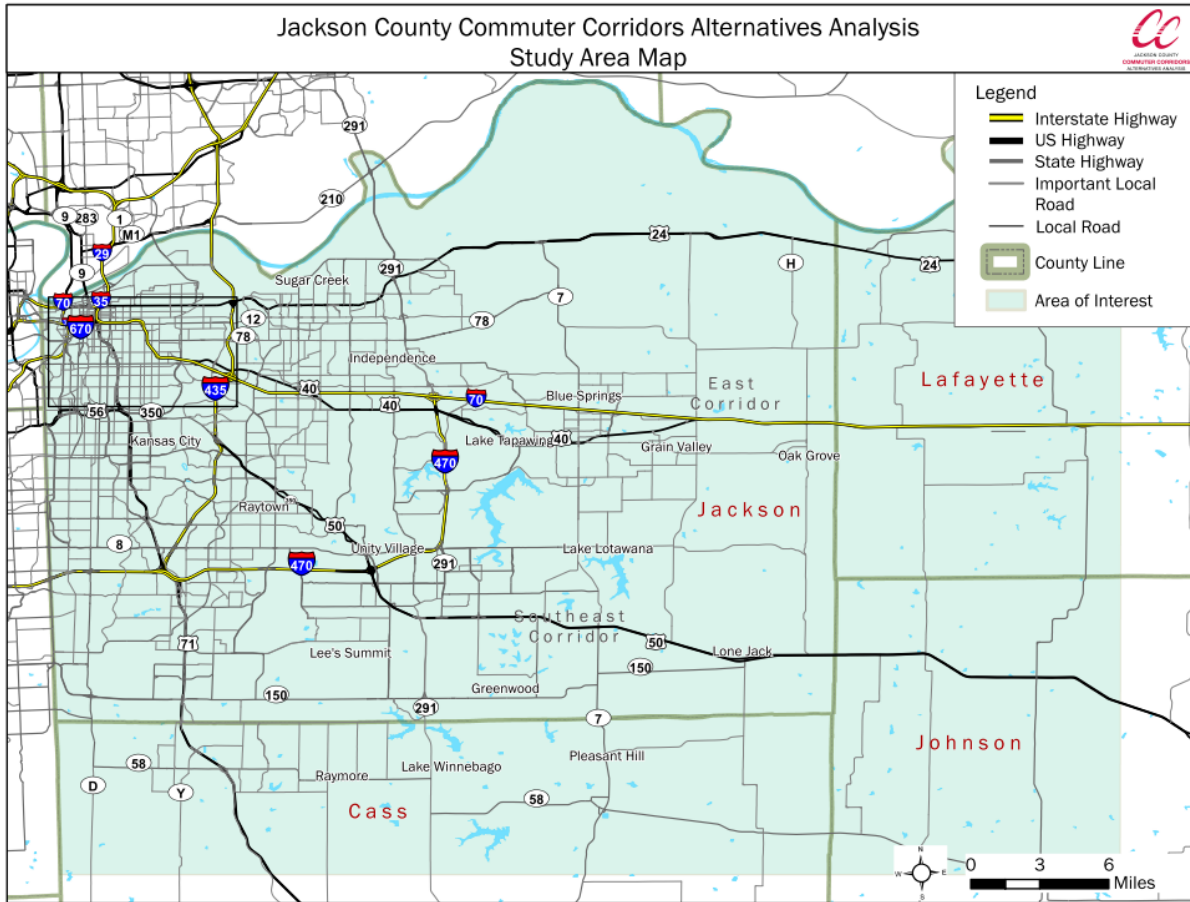 Jackson County Commuter Corridors Alternatives Analysis
Study Area Map
CC
JACKSON COUNTY
COMMUTER CORRIDORS
ALTERNATIVES ANALYSIS
Legend
Interstate Highway
US Highway
State Highway
Important Local
Road
Local Road
County Line
Area of Interest
291
210
9
283
1
M1
29
9
24
H
24
291
Sugar Creek
7
70
35
670
12
78
78
Independence
435
40
40
70
Blue Springs
East
Corridor
Lafayette
56
350
Kansas City
Lake Tapawing
40
Grain Valley
Oak Grove
470
Raytown
50
Jackson
8
Unity Village
291
Lake Lotawana
470
Southeast
Corridor
71
Lee's Summit
50
Lone Jack
150
Greenwood
150
291
7
Johnson
58
Pleasant Hill
Lake Winnebago
Raymore
D
Y
58
Cass
N
W
E
S
0 3 6
Miles